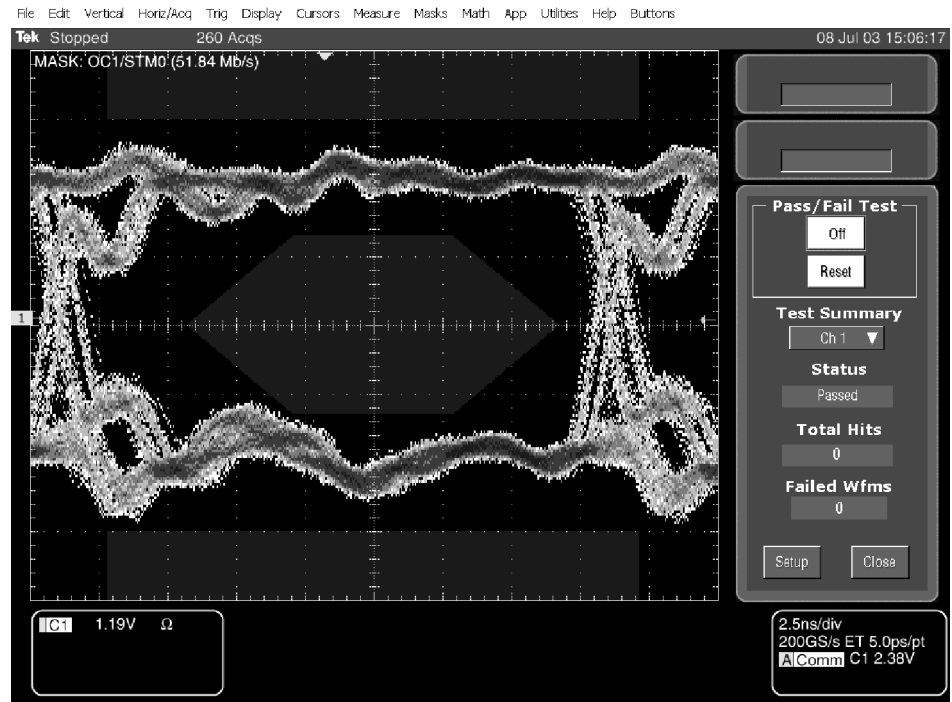 File Edit Vertical Horiz/Acq Trig Display Cursors Measure Masks Math App Utilities Help Buttons
Tek Stopped 260 Acqs 08 Jul 03 15:06:17
MASK: OC1/STM0 (51.84 Mb/s)
Pass/Fail Test
Off
Reset
1
Test Summary
Ch 1
Status
Passed
Total Hits
0
Failed Wfms
0
Setup Close
C1 1.19V Ω
2.5ns/div
200GS/s ET 5.0ps/pt
A Comm C1 2.38V